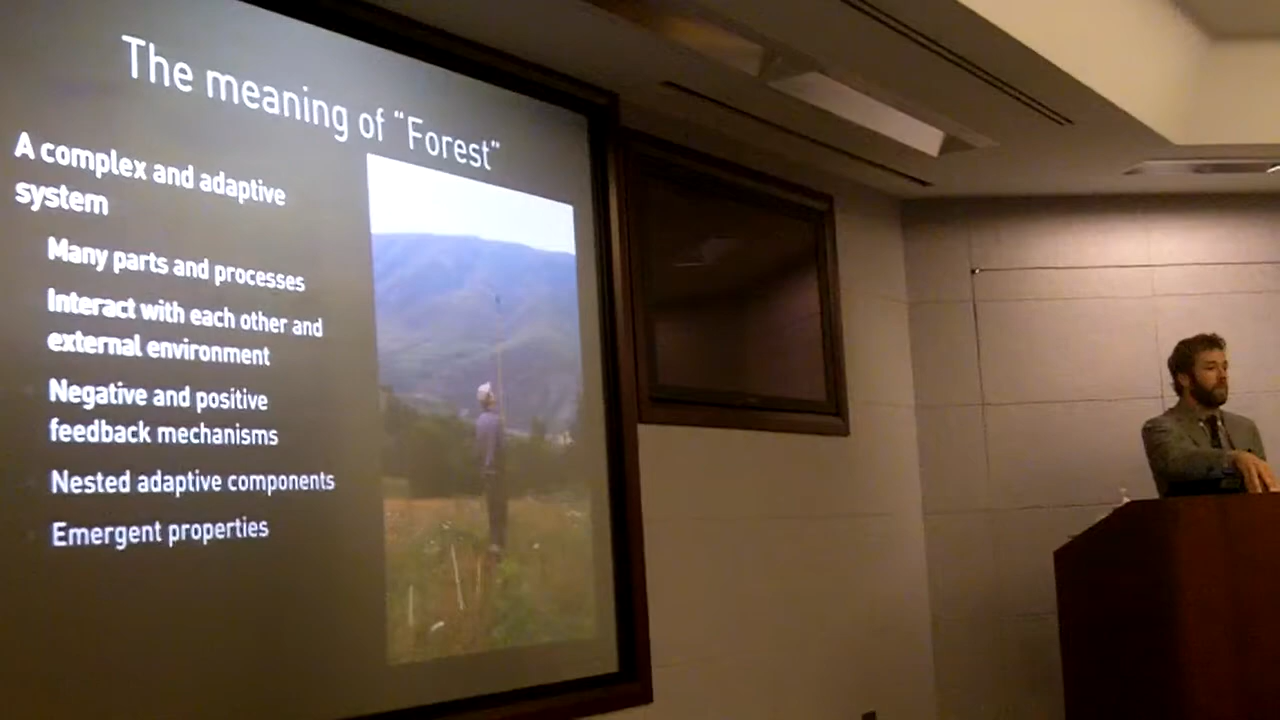 The meaning of “Forest”
A complex and adaptive
system
Many parts and processes
Interact with each other and
external environment
Negative and positive
feedback mechanisms
Nested adaptive components
Emergent properties